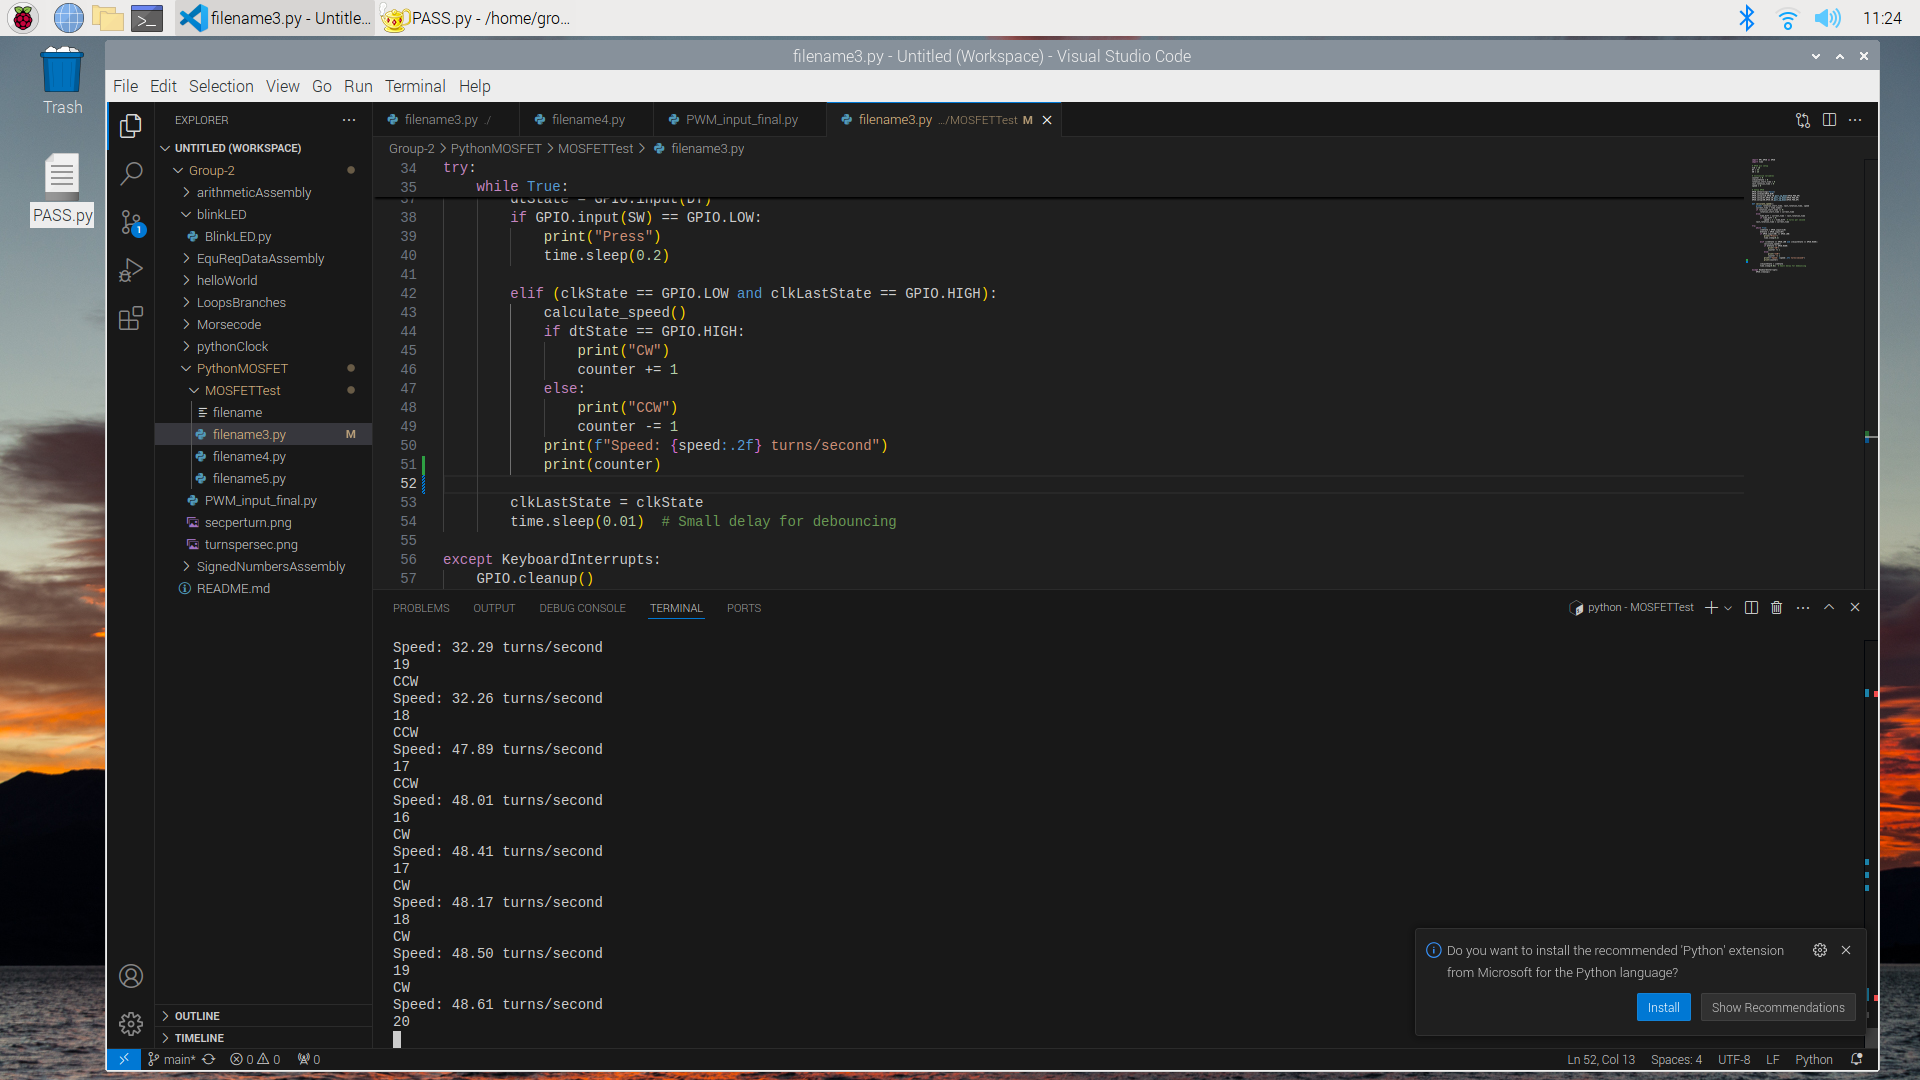 filename3.py - Untitle...
PASS.py - /home/gro...
11:24
Trash
PASS.py
filename3.py - Untitled (Workspace) - Visual Studio Code
File Edit Selection View Go Run Terminal Help
EXPLORER
UNTITLED (WORKSPACE)
Group-2
arithmeticAssembly
blinkLED
BlinkLED.py
EquReqDataAssembly
helloWorld
LoopsBranches
Morsecode
pythonClock
PythonMOSFET
MOSFETTest
filename
filename3.py M
filename4.py
filename5.py
PWM_input_final.py
secperturn.png
turnspersec.png
SignedNumbersAssembly
README.md
OUTLINE
TIMELINE
filename3.py ./ filename4.py PWM_input_final.py filename3.py .../MOSFETTest M
Group-2 > PythonMOSFET > MOSFETTest > filename3.py
34 try:
35 while True:
37 dtState = GPIO.input(DT)
38 if GPIO.input(SW) == GPIO.LOW:
39 print("Press")
40 time.sleep(0.2)
41
42 elif (clkState == GPIO.LOW and clkLastState == GPIO.HIGH):
43 calculate_speed()
44 if dtState == GPIO.HIGH:
45 print("CW")
46 counter += 1
47 else:
48 print("CCW")
49 counter -= 1
50 print(f"Speed: {speed:.2f} turns/second")
51 print(counter)
52
53 clkLastState = clkState
54 time.sleep(0.01) # Small delay for debouncing
55
56 except KeyboardInterrupts:
57 GPIO.cleanup()
PROBLEMS OUTPUT DEBUG CONSOLE TERMINAL PORTS
python - MOSFETTest
Speed: 32.29 turns/second
19
CCW
Speed: 32.26 turns/second
18
CCW
Speed: 47.89 turns/second
17
CCW
Speed: 48.01 turns/second
16
CW
Speed: 48.41 turns/second
17
CW
Speed: 48.17 turns/second
18
CW
Speed: 48.50 turns/second
19
CW
Speed: 48.61 turns/second
20
Do you want to install the recommended 'Python' extension
from Microsoft for the Python language?
Install Show Recommendations
1
main* 0 0 0
Ln 52, Col 13 Spaces: 4 UTF-8 LF Python